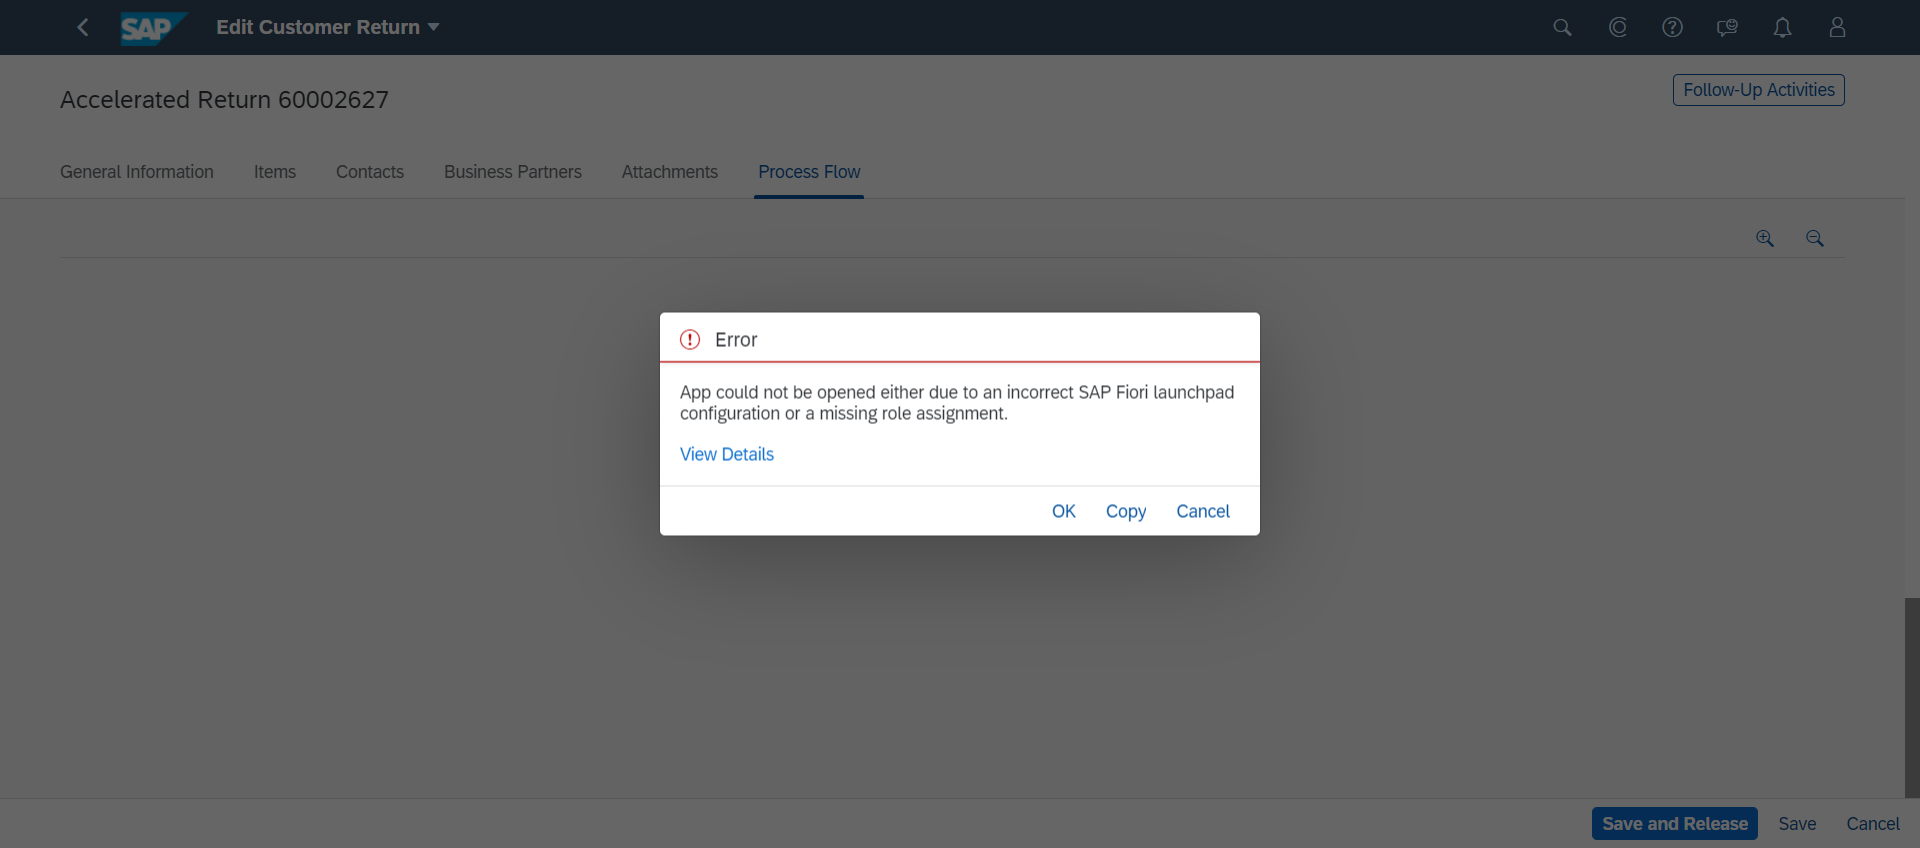 SAP Edit Customer Return
Accelerated Return 60002627
Follow-Up Activities
General Information Items Contacts Business Partners Attachments Process Flow
Error
App could not be opened either due to an incorrect SAP Fiori launchpad
configuration or a missing role assignment.
View Details
OK Copy Cancel
Save and Release Save Cancel